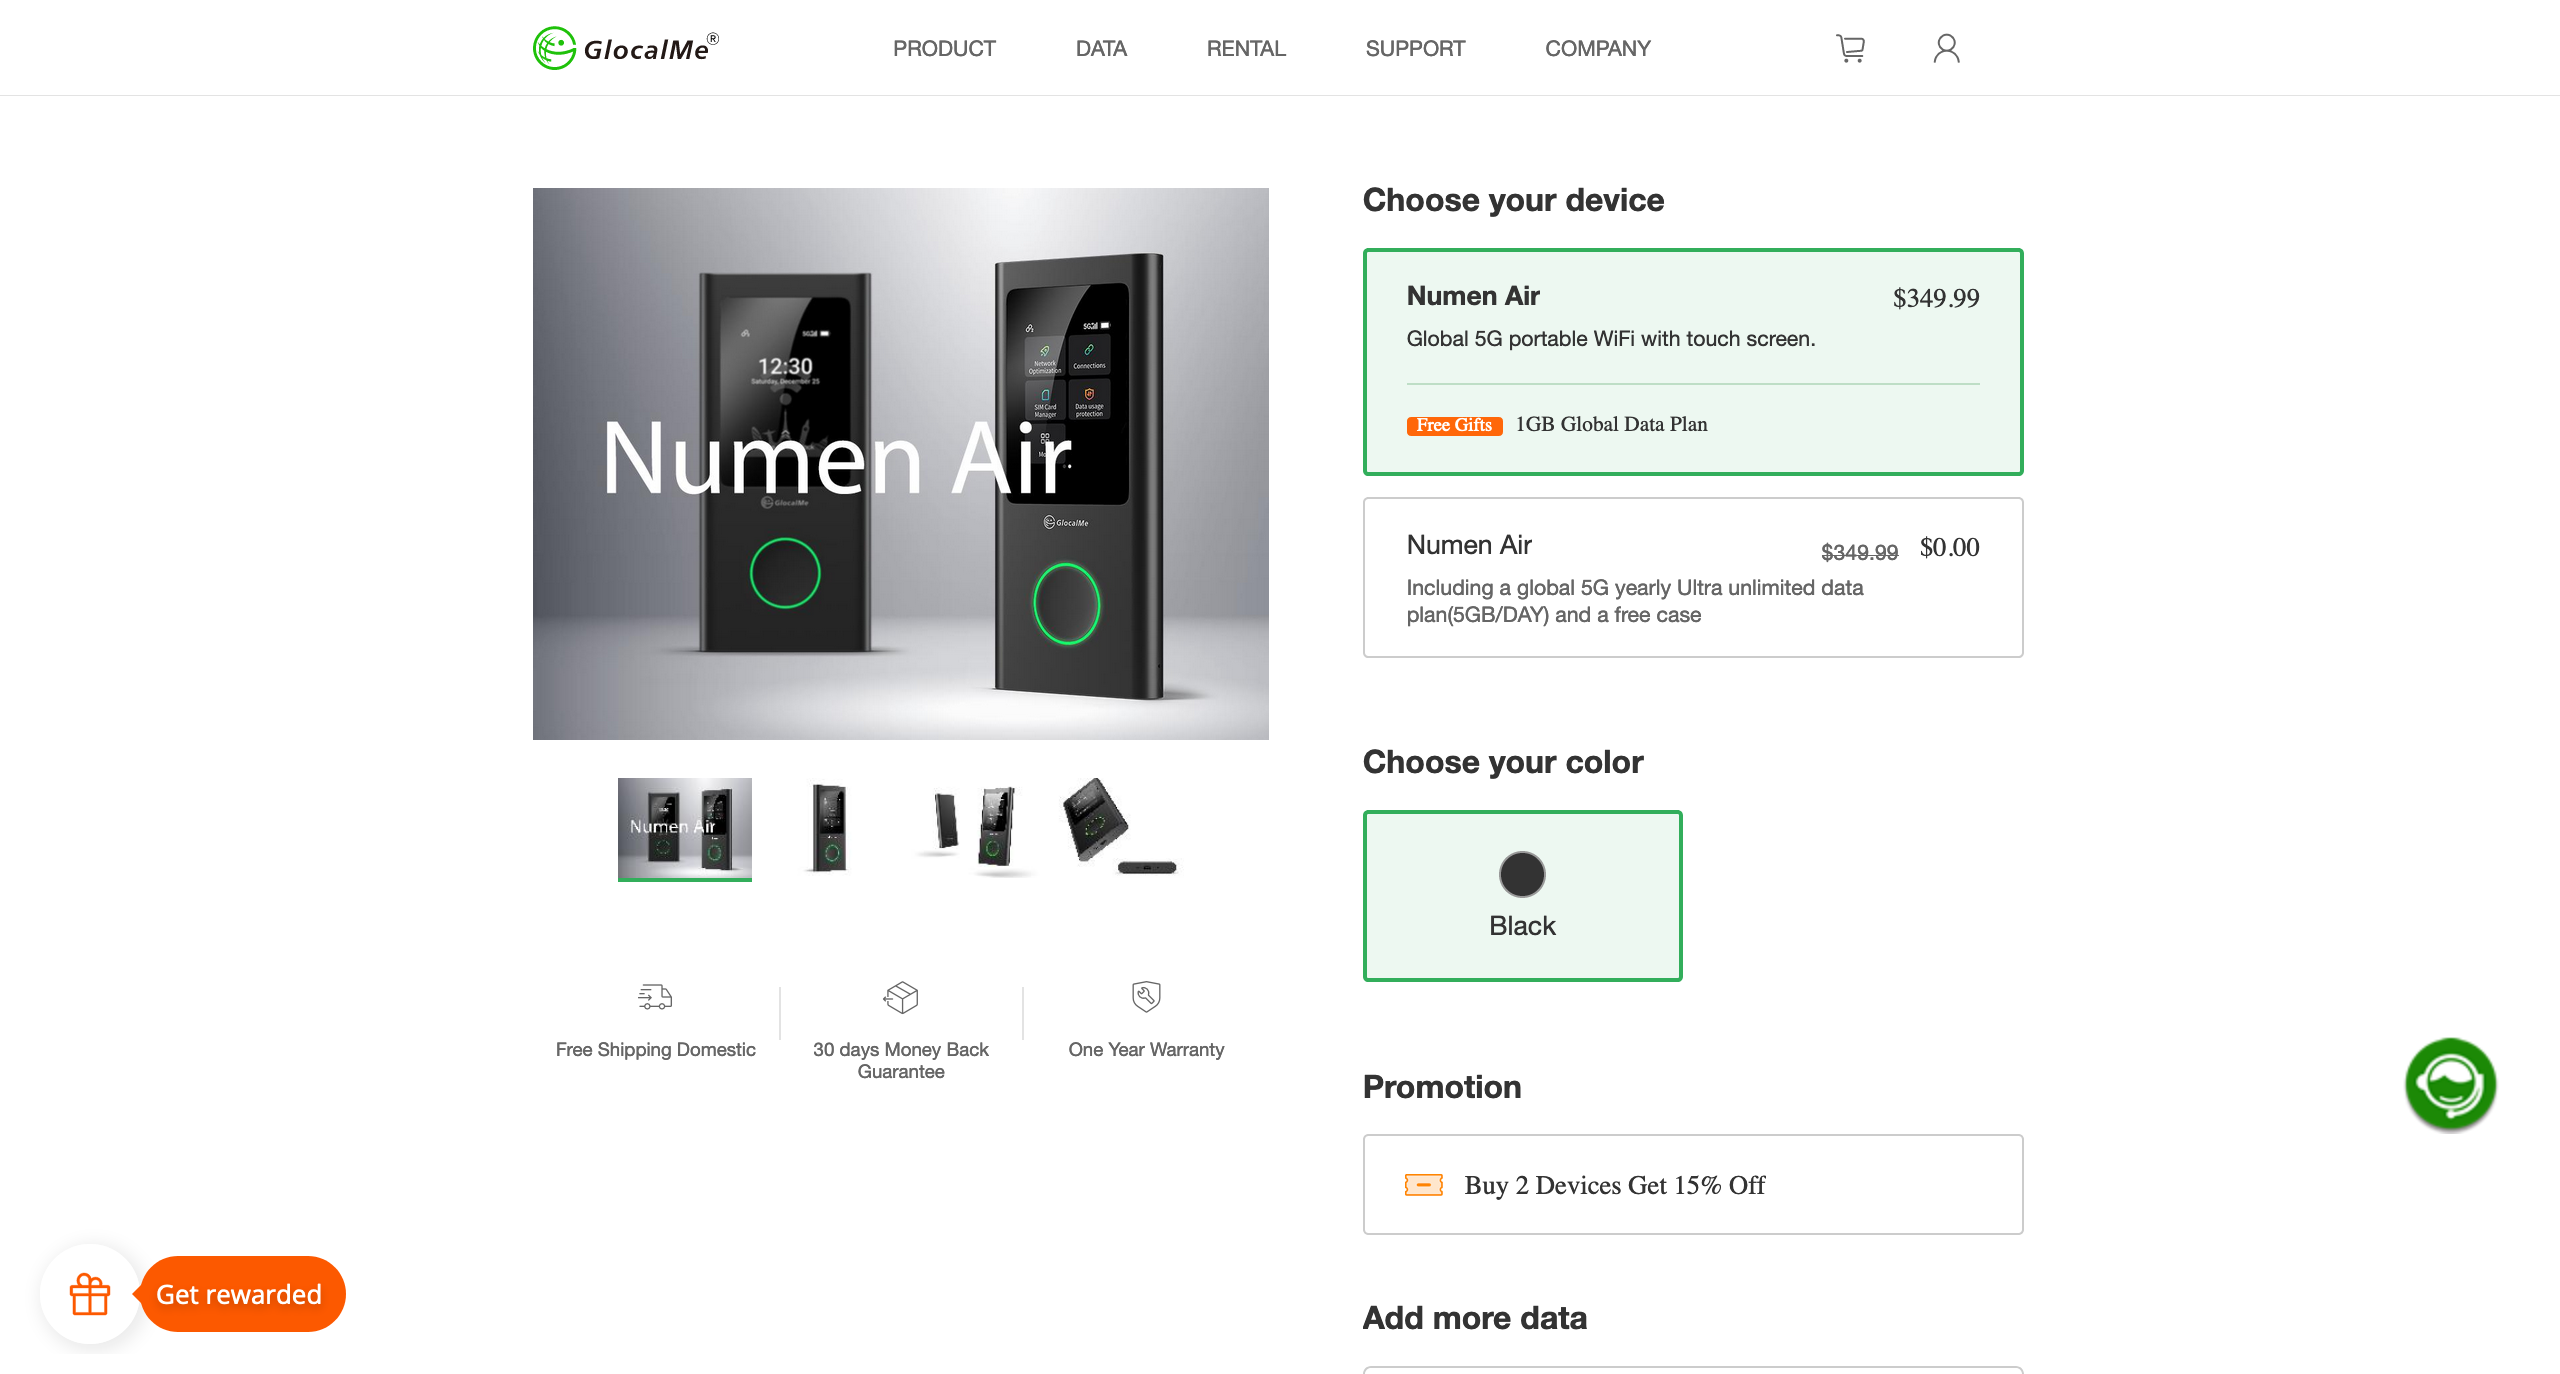 GlocalMe®
PRODUCT
DATA
RENTAL
SUPPORT
COMPANY
12:30
Saturday, December 25
GlocalMe
5G
Network Optimization
Connections
SIM Card Manager
Data usage protection
GlocalMe
Numen Air
Numen Air
Free Shipping Domestic
30 days Money Back
Guarantee
One Year Warranty
Choose your device
Numen Air
$349.99
Global 5G portable WiFi with touch screen.
Free Gifts 1GB Global Data Plan
Numen Air
$349.99 $0.00
Including a global 5G yearly Ultra unlimited data
plan(5GB/DAY) and a free case
Choose your color
Black
Promotion
Buy 2 Devices Get 15% Off
Add more data
Get rewarded